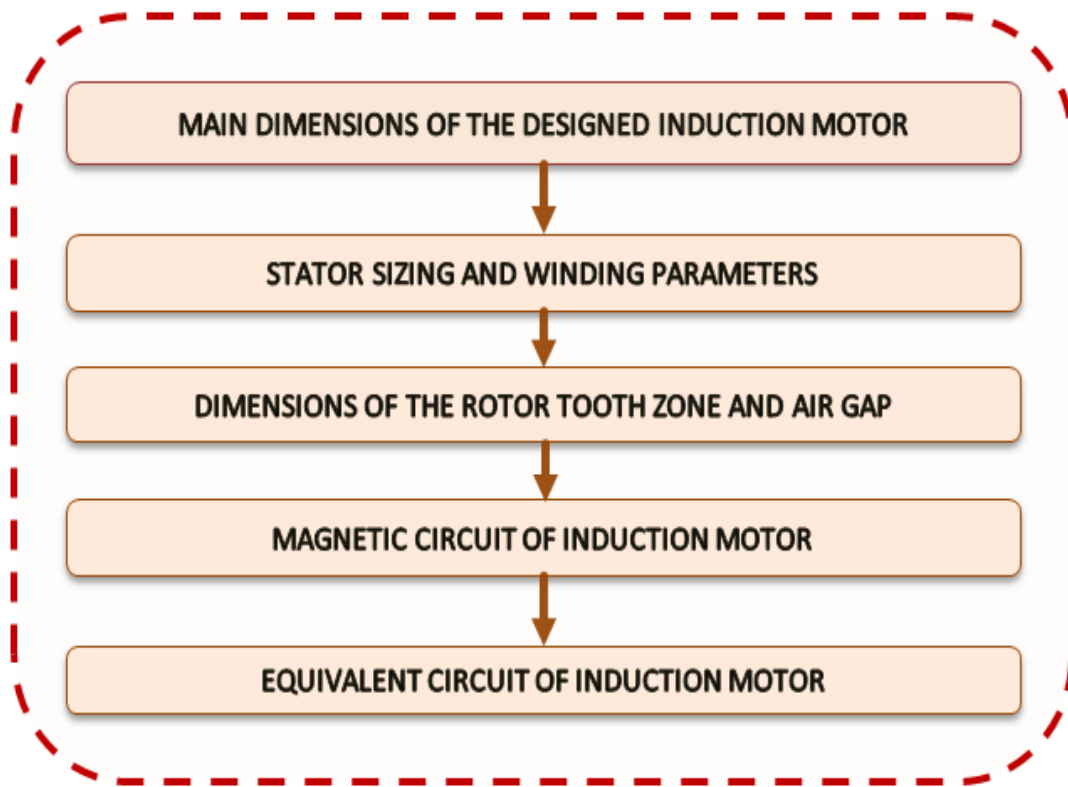 MAIN DIMENSIONS OF THE DESIGNED INDUCTION MOTOR
STATOR SIZING AND WINDING PARAMETERS
DIMENSIONS OF THE ROTOR TOOTH ZONE AND AIR GAP
MAGNETIC CIRCUIT OF INDUCTION MOTOR
EQUIVALENT CIRCUIT OF INDUCTION MOTOR